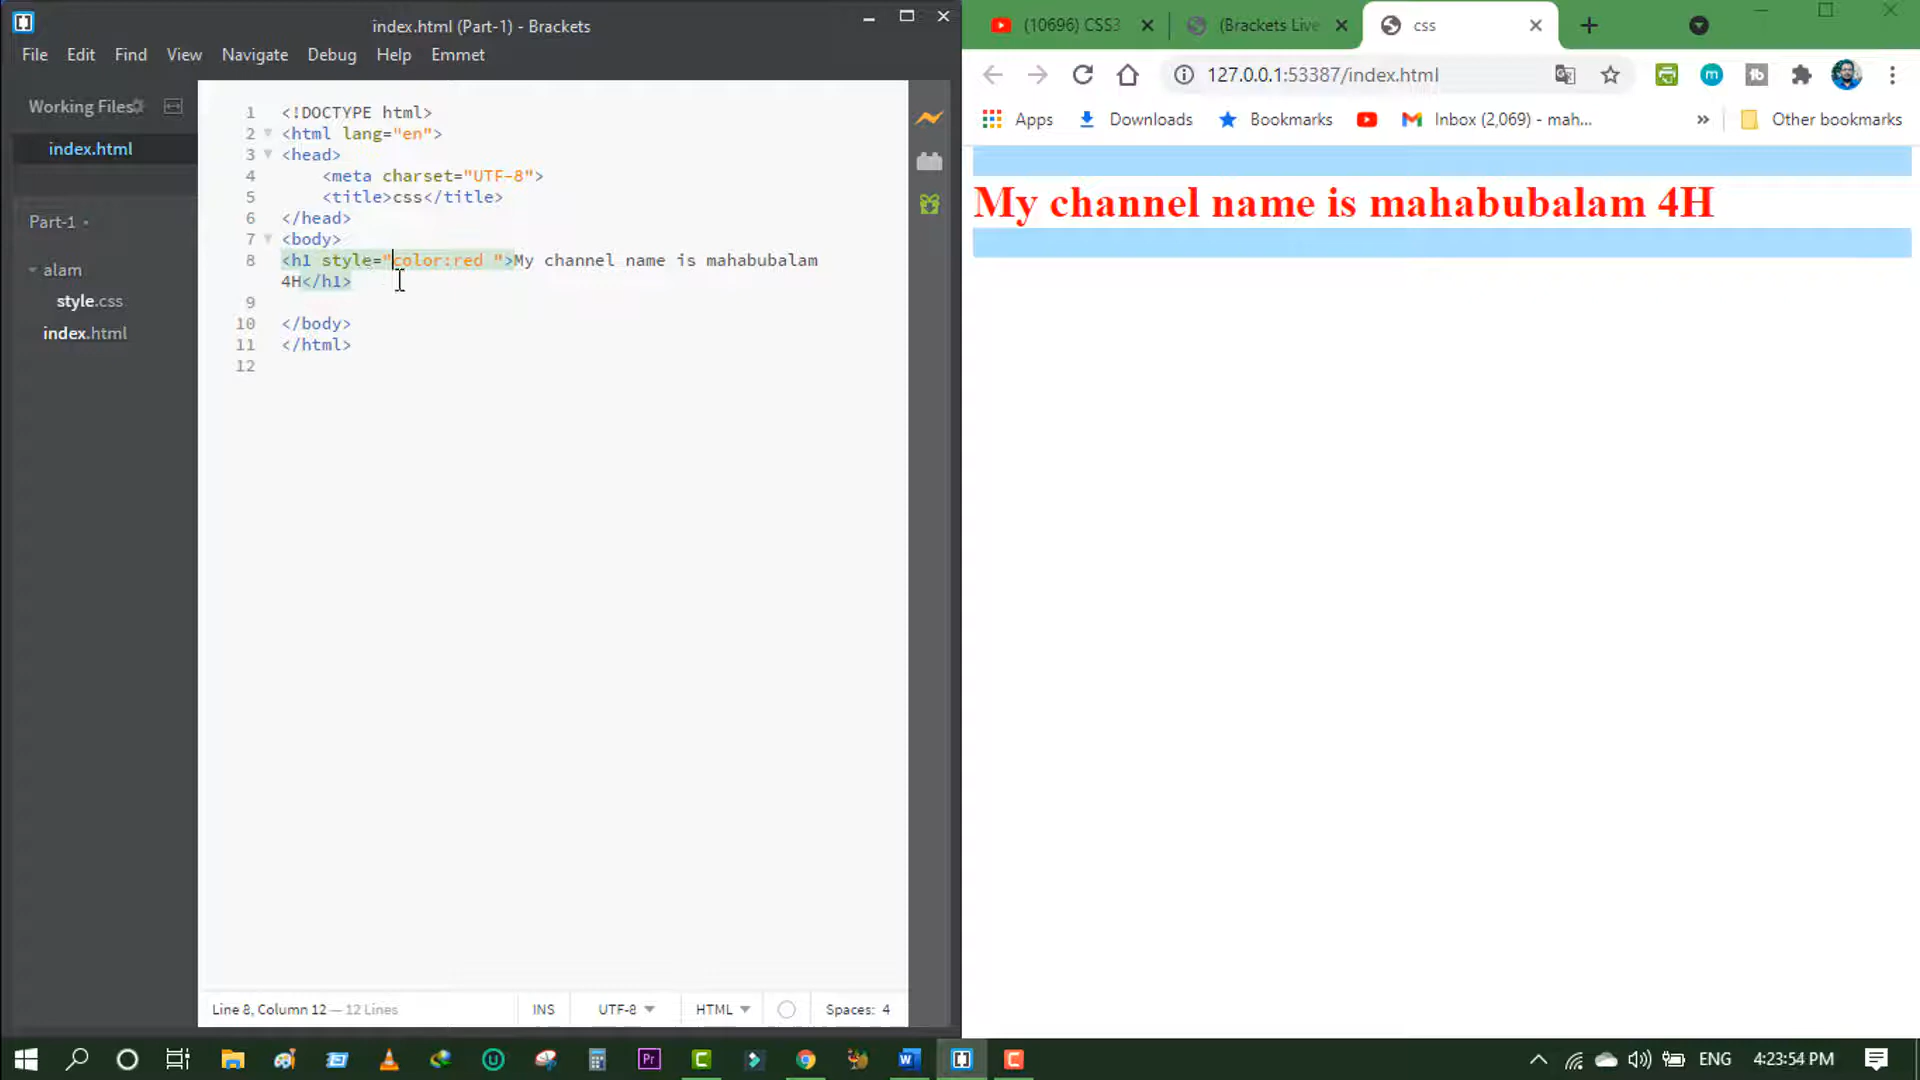 index.html (Part-1) - Brackets
File Edit Find View Navigate Debug Help Emmet
Working Files
index.html
Part-1
alam
style.css
index.html
1 <!DOCTYPE html>
2 <html lang="en">
3 <head>
4 <meta charset="UTF-8">
5 <title>css</title>
6 </head>
7 <body>
8 <h1 style="color:red ">My channel name is mahabubalam
4H</h1>
9
10 </body>
11 </html>
12
Line 8, Column 12 — 12 Lines
INS UTF-8 HTML Spaces: 4
(10696) CSS3 (Brackets Live css
127.0.0.1:53387/index.html
Apps Downloads Bookmarks Inbox (2,069) - mah... » Other bookmarks
My channel name is mahabubalam 4H
Pr
ENG 4:23:54 PM